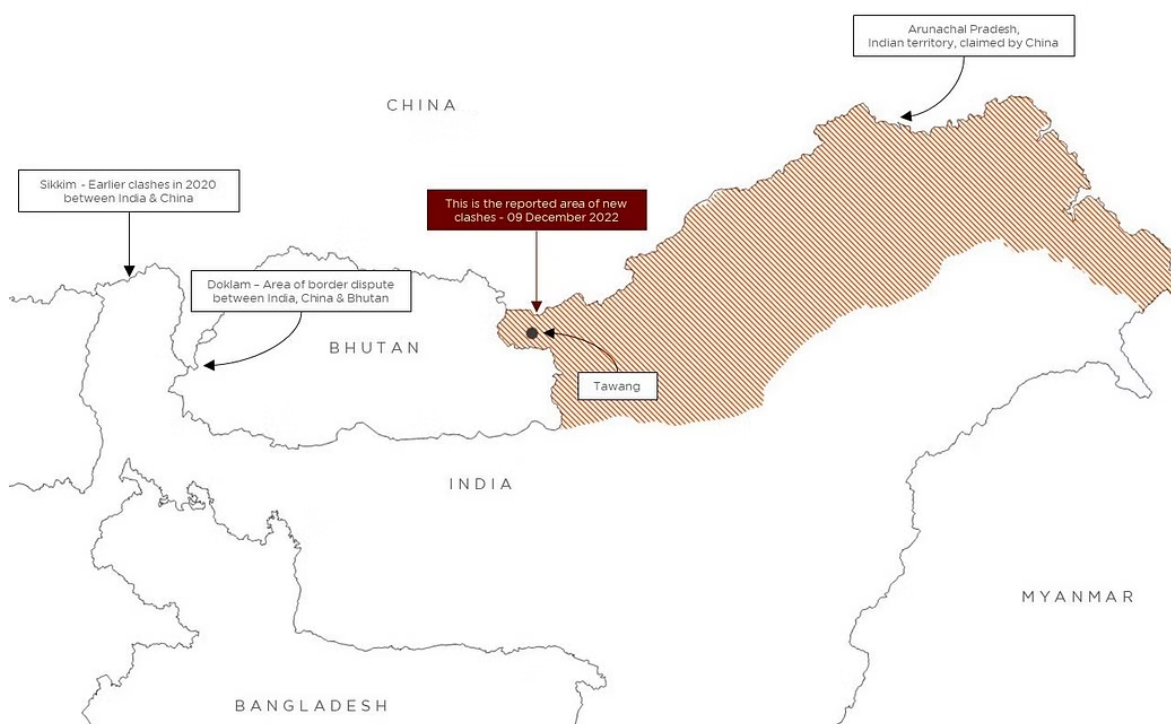 Arunachal Pradesh,
Indian territory, claimed by China
CHINA
Sikkim - Earlier clashes in 2020
between India & China
This is the reported area of new
clashes - 09 December 2022
Doklam – Area of border dispute
between India, China & Bhutan
BHUTAN
Tawang
INDIA
MYANMAR
BANGLADESH